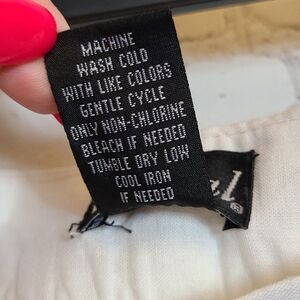 MACHINE
WASH COLD
WITH LIKE COLORS
GENTLE CYCLE
ONLY NON-CHLORINE
BLEACH IF NEEDED
TUMBLE DRY LOW
COOL IRON
IF NEEDED